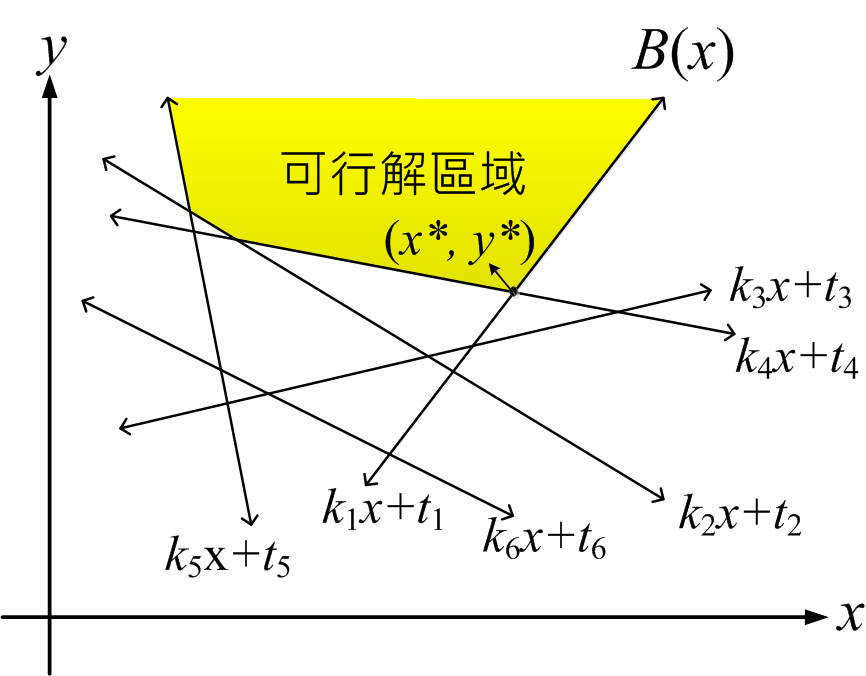 y
B(x)
可行解區域
(x*, y*)
k₃x+t₃
k₄x+t₄
k₁x+t₁
k₂x+t₂
k₆x+t₆
k₅x+t₅
x